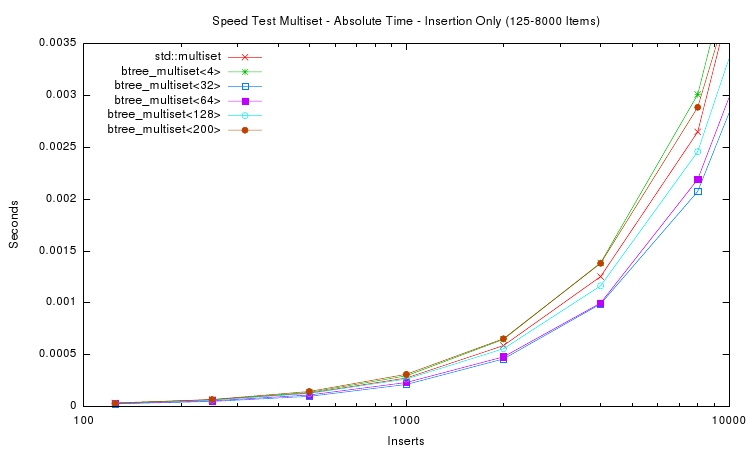 Speed Test Multiset - Absolute Time - Insertion Only (125-8000 Items)
0.0035
0.003
0.0025
0.002
0.0015
0.001
0.0005
0
Seconds
std::multiset
btree_multiset<4>
btree_multiset<32>
btree_multiset<64>
btree_multiset<128>
btree_multiset<200>
100
1000
10000
Inserts